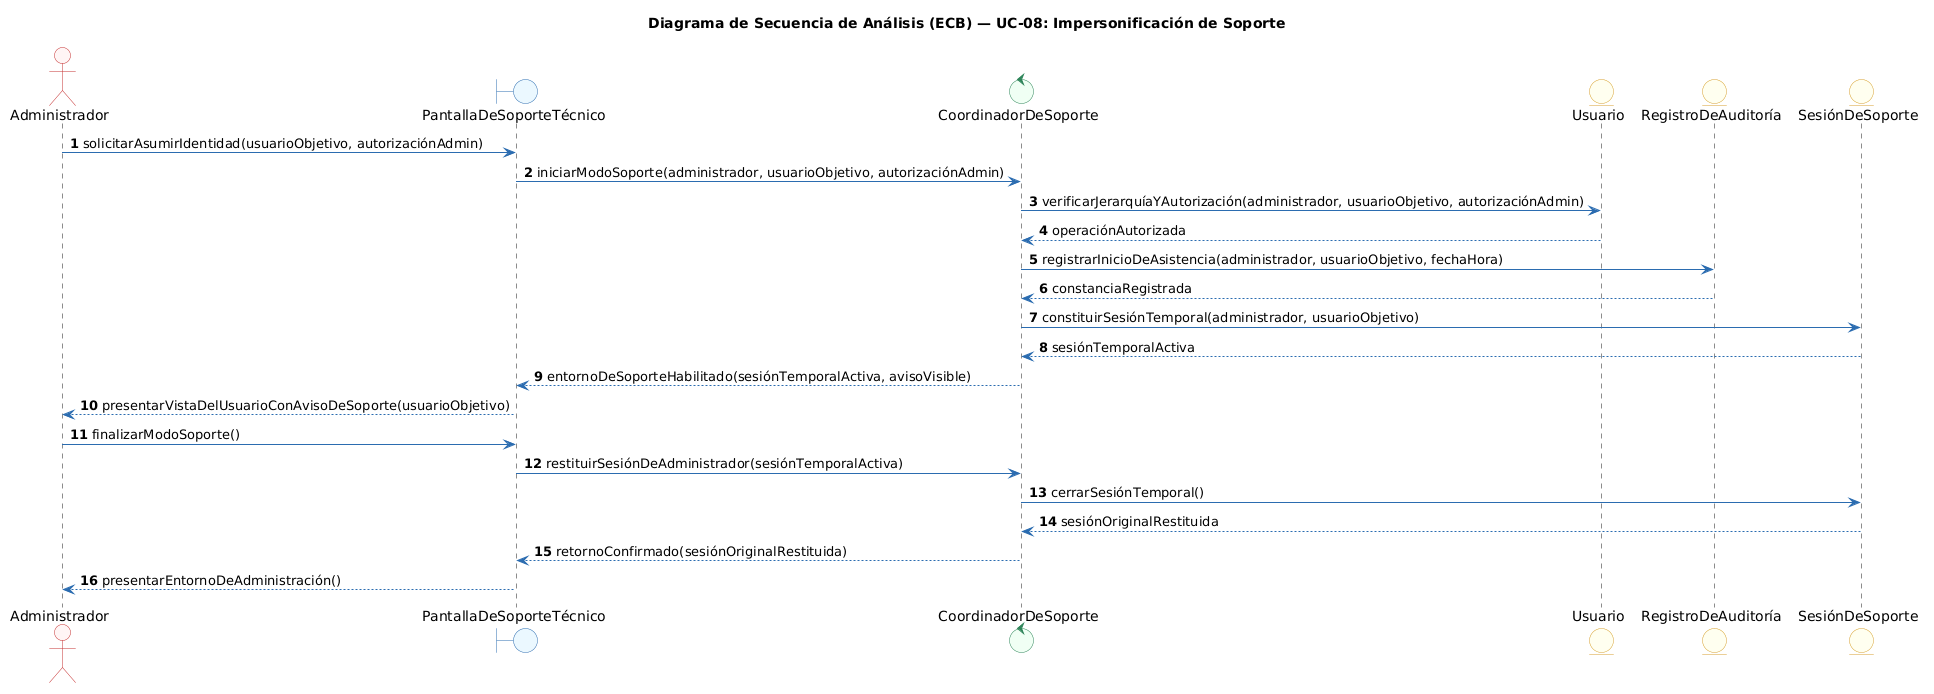 Diagrama de Secuencia de Análisis (ECB) — UC-08: Impersonificación de Soporte
Administrador PantallaDeSoporteTécnico CoordinadorDeSoporte Usuario RegistroDeAuditoría SesiónDeSoporte
1 solicitarAsumirIdentidad(usuarioObjetivo, autorizaciónAdmin)
2 iniciarModoSoporte(administrador, usuarioObjetivo, autorizaciónAdmin)
3 verificarJerarquíaYAutorización(administrador, usuarioObjetivo, autorizaciónAdmin)
4 operaciónAutorizada
5 registrarInicioDeAsistencia(administrador, usuarioObjetivo, fechaHora)
6 constanciaRegistrada
7 constituirSesiónTemporal(administrador, usuarioObjetivo)
8 sesiónTemporalActiva
9 entornoDeSoporteHabilitado(sesiónTemporalActiva, avisoVisible)
10 presentarVistaDelUsuarioConAvisoDeSoporte(usuarioObjetivo)
11 finalizarModoSoporte()
12 restituirSesiónDeAdministrador(sesiónTemporalActiva)
13 cerrarSesiónTemporal()
14 sesiónOriginalRestituida
15 retornoConfirmado(sesiónOriginalRestituida)
16 presentarEntornoDeAdministración()
Administrador PantallaDeSoporteTécnico CoordinadorDeSoporte Usuario RegistroDeAuditoría SesiónDeSoporte